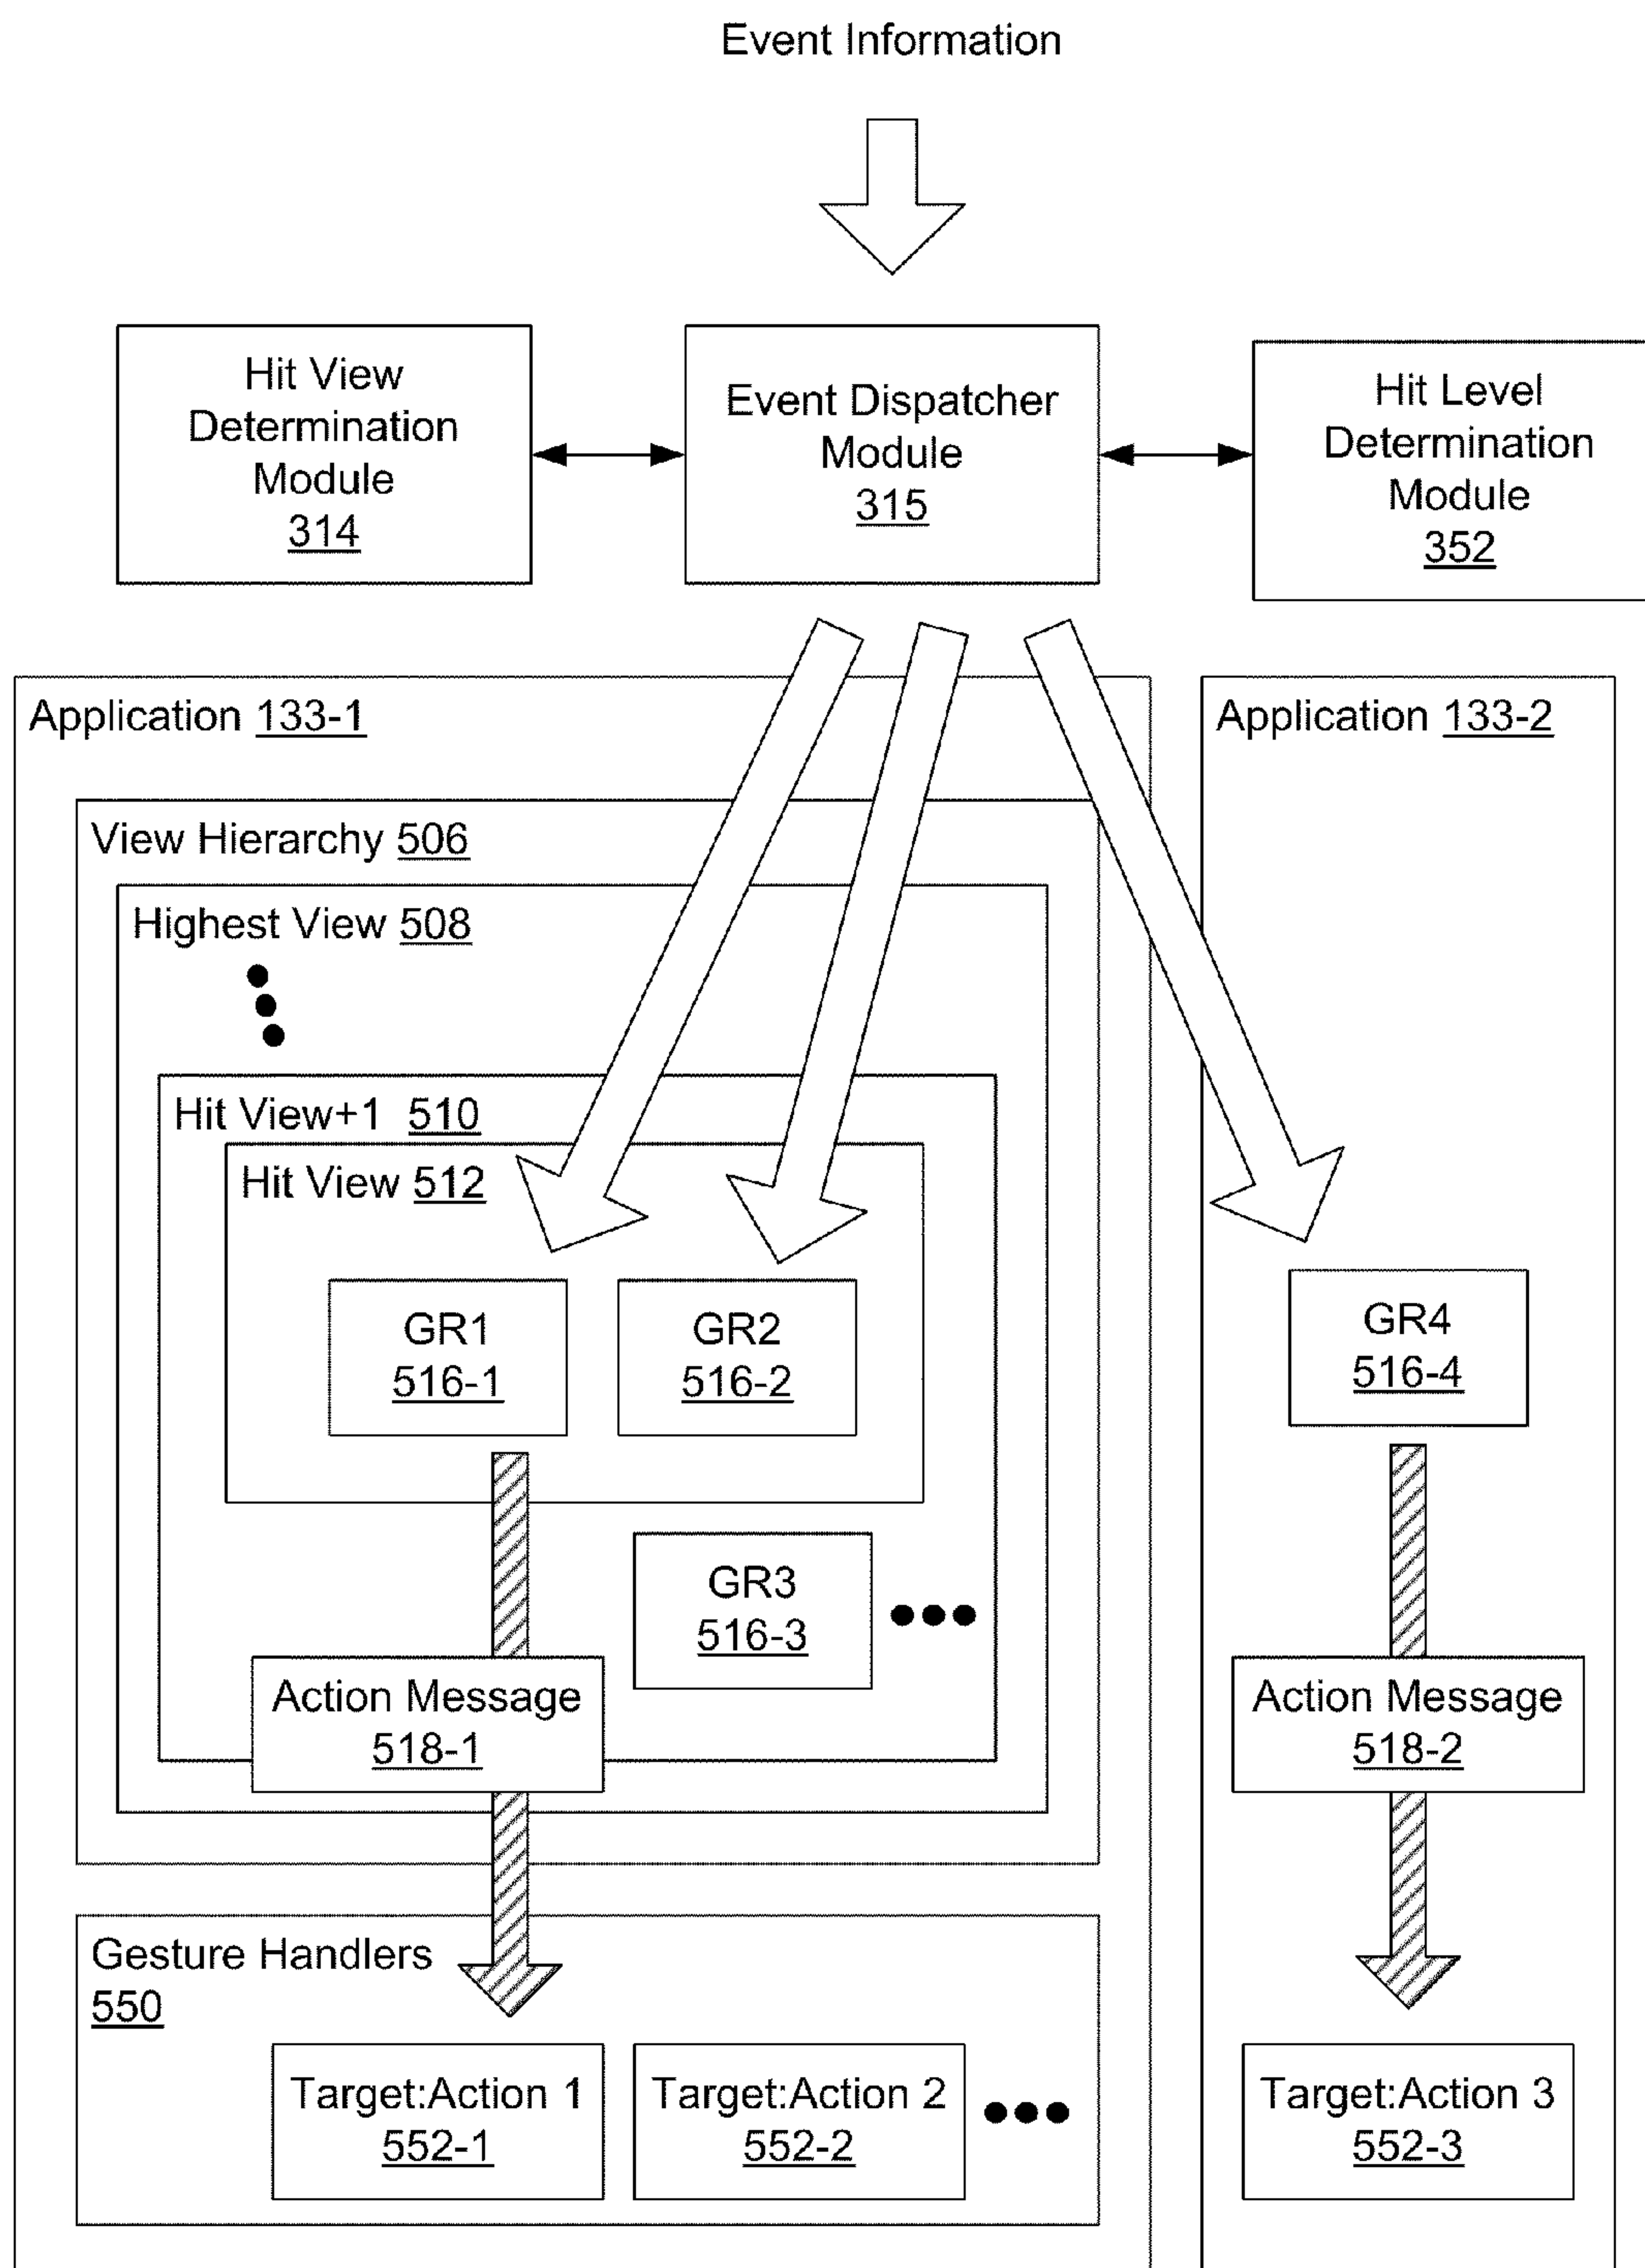 Event Information
Hit View
Determination
Module
314
Event Dispatcher
Module
315
Hit Level
Determination
Module
352
Application 133-1
Application 133-2
View Hierarchy 506
Highest View 508
Hit View+1 510
Hit View 512
GR1
516-1
GR2
516-2
GR4
516-4
GR3
516-3
Action Message
518-1
Action Message
518-2
Gesture Handlers
550
Target:Action 1
552-1
Target:Action 2
552-2
Target:Action 3
552-3